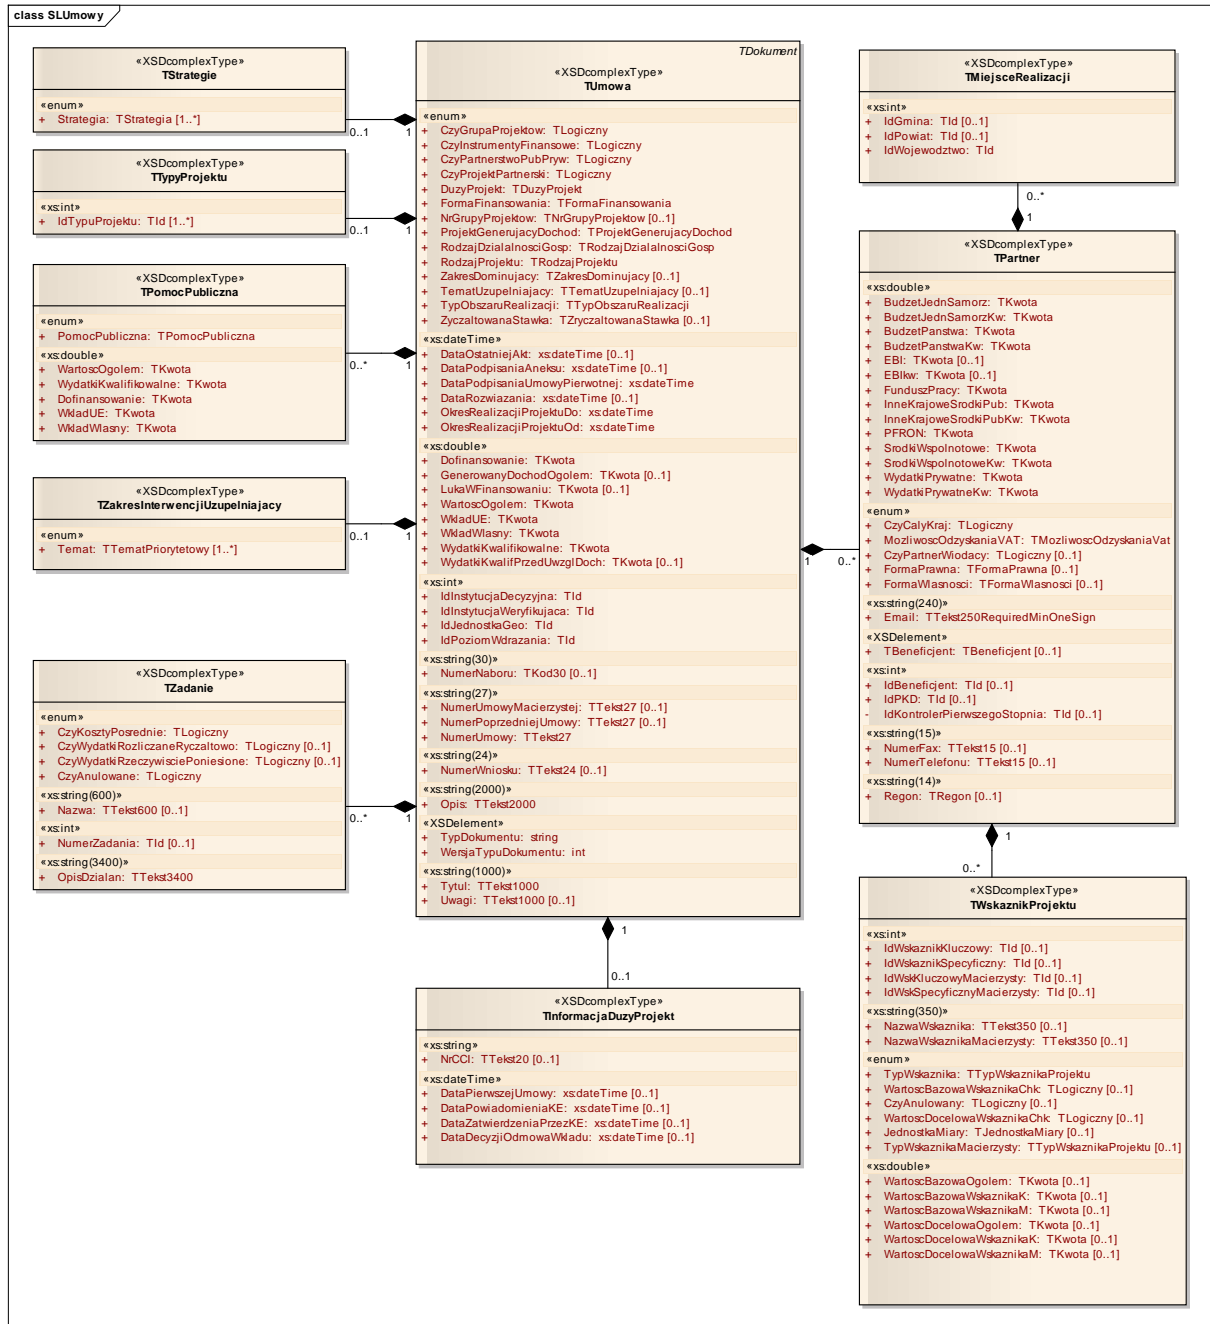 class SLUmowy
«XSDcomplexType»
TStrategie
«enum»
+ Strategia: TStrategia [1..*]
0..1
1
«XSDcomplexType»
TTypyProjektu
«xs:int»
+ IdTypuProjektu: TId [1..*]
0..1
1
«XSDcomplexType»
TPomocPubliczna
«enum»
+ PomocPubliczna: TPomocPubliczna
«xs:double»
+ WartoscOgolem: TKwota
+ WydatkiKwalifikowalne: TKwota
+ Dofinansowanie: TKwota
+ WkladUE: TKwota
+ WkladWlasny: TKwota
0..*
1
«XSDcomplexType»
TZakresInterwencjiUzupelniajacy
«enum»
+ Temat: TTematPriorytetowy [1..*]
0..1
1
«XSDcomplexType»
TZadanie
«enum»
+ CzyKosztyPosrednie: TLogiczny
+ CzyWydatkiRozliczaneRyczaltowo: TLogiczny [0..1]
+ CzyWydatkiRzeczywisciePoniesione: TLogiczny [0..1]
+ CzyAnulowane: TLogiczny
«xs:string(600)»
+ Nazwa: TTekst600 [0..1]
«xs:int»
+ NumerZadania: TId [0..1]
«xs:string(3400)»
+ OpisDzialan: TTekst3400
0..*
1
TDokument
«XSDcomplexType»
TUmowa
«enum»
+ CzyGrupaProjektow: TLogiczny
+ CzyInstrumentyFinansowe: TLogiczny
+ CzyPartnerstwoPubPryw: TLogiczny
+ CzyProjektPartnerski: TLogiczny
+ DuzyProjekt: TDuzyProjekt
+ FormaFinansowania: TFormaFinansowania
+ NrGrupyProjektow: TNrGrupyProjektow [0..1]
+ ProjektGenerujacyDochod: TProjektGenerujacyDochod
+ RodzajDzialalnosciGosp: TRodzajDzialalnosciGosp
+ RodzajProjektu: TRodzajProjektu
+ ZakresDominujacy: TZakresDominujacy [0..1]
+ TematUzupelniajacy: TTematUzupelniajacy [0..1]
+ TypObszaruRealizacji: TTypObszaruRealizacji
+ ZyczaltowanaStawka: TZryczaltowanaStawka [0..1]
«xs:dateTime»
+ DataOstatniejAkt: xs:dateTime [0..1]
+ DataPodpisaniaAneksu: xs:dateTime [0..1]
+ DataPodpisaniaUmowyPierwotnej: xs:dateTime
+ DataRozwiazania: xs:dateTime [0..1]
+ OkresRealizacjiProjektuDo: xs:dateTime
+ OkresRealizacjiProjektuOd: xs:dateTime
«xs:double»
+ Dofinansowanie: TKwota
+ GenerowanyDochodOgolem: TKwota [0..1]
+ LukaWFinansowaniu: TKwota [0..1]
+ WartoscOgolem: TKwota
+ WkladUE: TKwota
+ WkladWlasny: TKwota
+ WydatkiKwalifikowalne: TKwota
+ WydatkiKwalifPrzedUwzglDoch: TKwota [0..1]
«xs:int»
+ IdInstytucjaDecyzyjna: TId
+ IdInstytucjaWeryfikujaca: TId
+ IdJednostkaGeo: TId
+ IdPoziomWdrazania: TId
«xs:string(30)»
+ NumerNaboru: TKod30 [0..1]
«xs:string(27)»
+ NumerUmowyMacierzystej: TTekst27 [0..1]
+ NumerPoprzedniejUmowy: TTekst27 [0..1]
+ NumerUmowy: TTekst27
«xs:string(24)»
+ NumerWniosku: TTekst24 [0..1]
«xs:string(2000)»
+ Opis: TTekst2000
«XSDelement»
+ TypDokumentu: string
+ WersjaTypuDokumentu: int
«xs:string(1000)»
+ Tytul: TTekst1000
+ Uwagi: TTekst1000 [0..1]
1
0..1
«XSDcomplexType»
TInformacjaDuzyProjekt
«xs:string»
+ NrCCI: TTekst20 [0..1]
«xs:dateTime»
+ DataPierwszejUmowy: xs:dateTime [0..1]
+ DataPowiadomieniaKE: xs:dateTime [0..1]
+ DataZatwierdzeniaPrzezKE: xs:dateTime [0..1]
+ DataDecyzjiOdmowaWkladu: xs:dateTime [0..1]
«XSDcomplexType»
TMiejsceRealizacji
«xs:int»
+ IdGmina: TId [0..1]
+ IdPowiat: TId [0..1]
+ IdWojewodztwo: TId
0..*
1
«XSDcomplexType»
TPartner
«xs:double»
+ BudzetJednSamorz: TKwota
+ BudzetJednSamorzKw: TKwota
+ BudzetPanstwa: TKwota
+ BudzetPanstwaKw: TKwota
+ EBI: TKwota [0..1]
+ EBIkw: TKwota [0..1]
+ FunduszPracy: TKwota
+ InneKrajoweSrodkiPub: TKwota
+ InneKrajoweSrodkiPubKw: TKwota
+ PFRON: TKwota
+ SrodkiWspolnotowe: TKwota
+ SrodkiWspolnotoweKw: TKwota
+ WydatkiPrywatne: TKwota
+ WydatkiPrywatneKw: TKwota
«enum»
+ CzyCalyKraj: TLogiczny
+ MozliwoscOdzyskaniaVAT: TMozliwoscOdzyskaniaVat
+ CzyPartnerWiodacy: TLogiczny [0..1]
+ FormaPrawna: TFormaPrawna [0..1]
+ FormaWlasnosci: TFormaWlasnosci [0..1]
«xs:string(240)»
+ Email: TTekst250RequiredMinOneSign
«XSDelement»
+ TBeneficjent: TBeneficjent [0..1]
«xs:int»
+ IdBeneficjent: TId [0..1]
+ IdPKD: TId [0..1]
- IdKontrolerPierwszegoStopnia: TId [0..1]
«xs:string(15)»
+ NumerFax: TTekst15 [0..1]
+ NumerTelefonu: TTekst15 [0..1]
«xs:string(14)»
+ Regon: TRegon [0..1]
1
0..*
1
0..*
«XSDcomplexType»
TWskaznikProjektu
«xs:int»
+ IdWskaznikKluczowy: TId [0..1]
+ IdWskaznikSpecyficzny: TId [0..1]
+ IdWskKluczowyMacierzysty: TId [0..1]
+ IdWskSpecyficznyMacierzysty: TId [0..1]
«xs:string(350)»
+ NazwaWskaznika: TTekst350 [0..1]
+ NazwaWskaznikaMacierzysty: TTekst350 [0..1]
«enum»
+ TypWskaznika: TTypWskaznikaProjektu
+ WartoscBazowaWskaznikaChk: TLogiczny [0..1]
+ CzyAnulowany: TLogiczny [0..1]
+ WartoscDocelowaWskaznikaChk: TLogiczny [0..1]
+ JednostkaMiary: TJednostkaMiary [0..1]
+ TypWskaznikaMacierzysty: TTypWskaznikaProjektu [0..1]
«xs:double»
+ WartoscBazowaOgolem: TKwota [0..1]
+ WartoscBazowaWskaznikaK: TKwota [0..1]
+ WartoscBazowaWskaznikaM: TKwota [0..1]
+ WartoscDocelowaOgolem: TKwota [0..1]
+ WartoscDocelowaWskaznikaK: TKwota [0..1]
+ WartoscDocelowaWskaznikaM: TKwota [0..1]